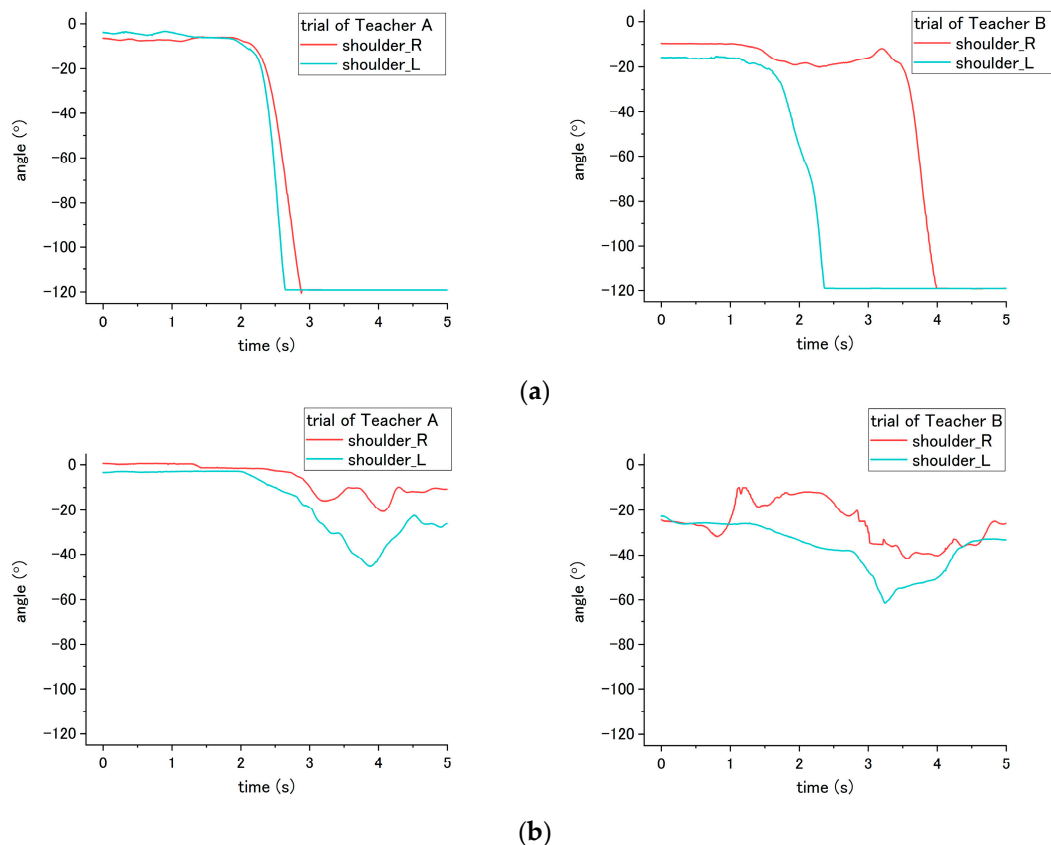 trial of Teacher A
shoulder_R
shoulder_L
0
−20
−40
−60
−80
−100
−120
angle (°)
0 1 2 3 4 5
time (s)
trial of Teacher B
shoulder_R
shoulder_L
0
−20
−40
−60
−80
−100
−120
angle (°)
0 1 2 3 4 5
time (s)
(a)
trial of Teacher A
shoulder_R
shoulder_L
0
−20
−40
−60
−80
−100
−120
angle (°)
0 1 2 3 4 5
time (s)
trial of Teacher B
shoulder_R
shoulder_L
0
−20
−40
−60
−80
−100
−120
angle (°)
0 1 2 3 4 5
time (s)
(b)